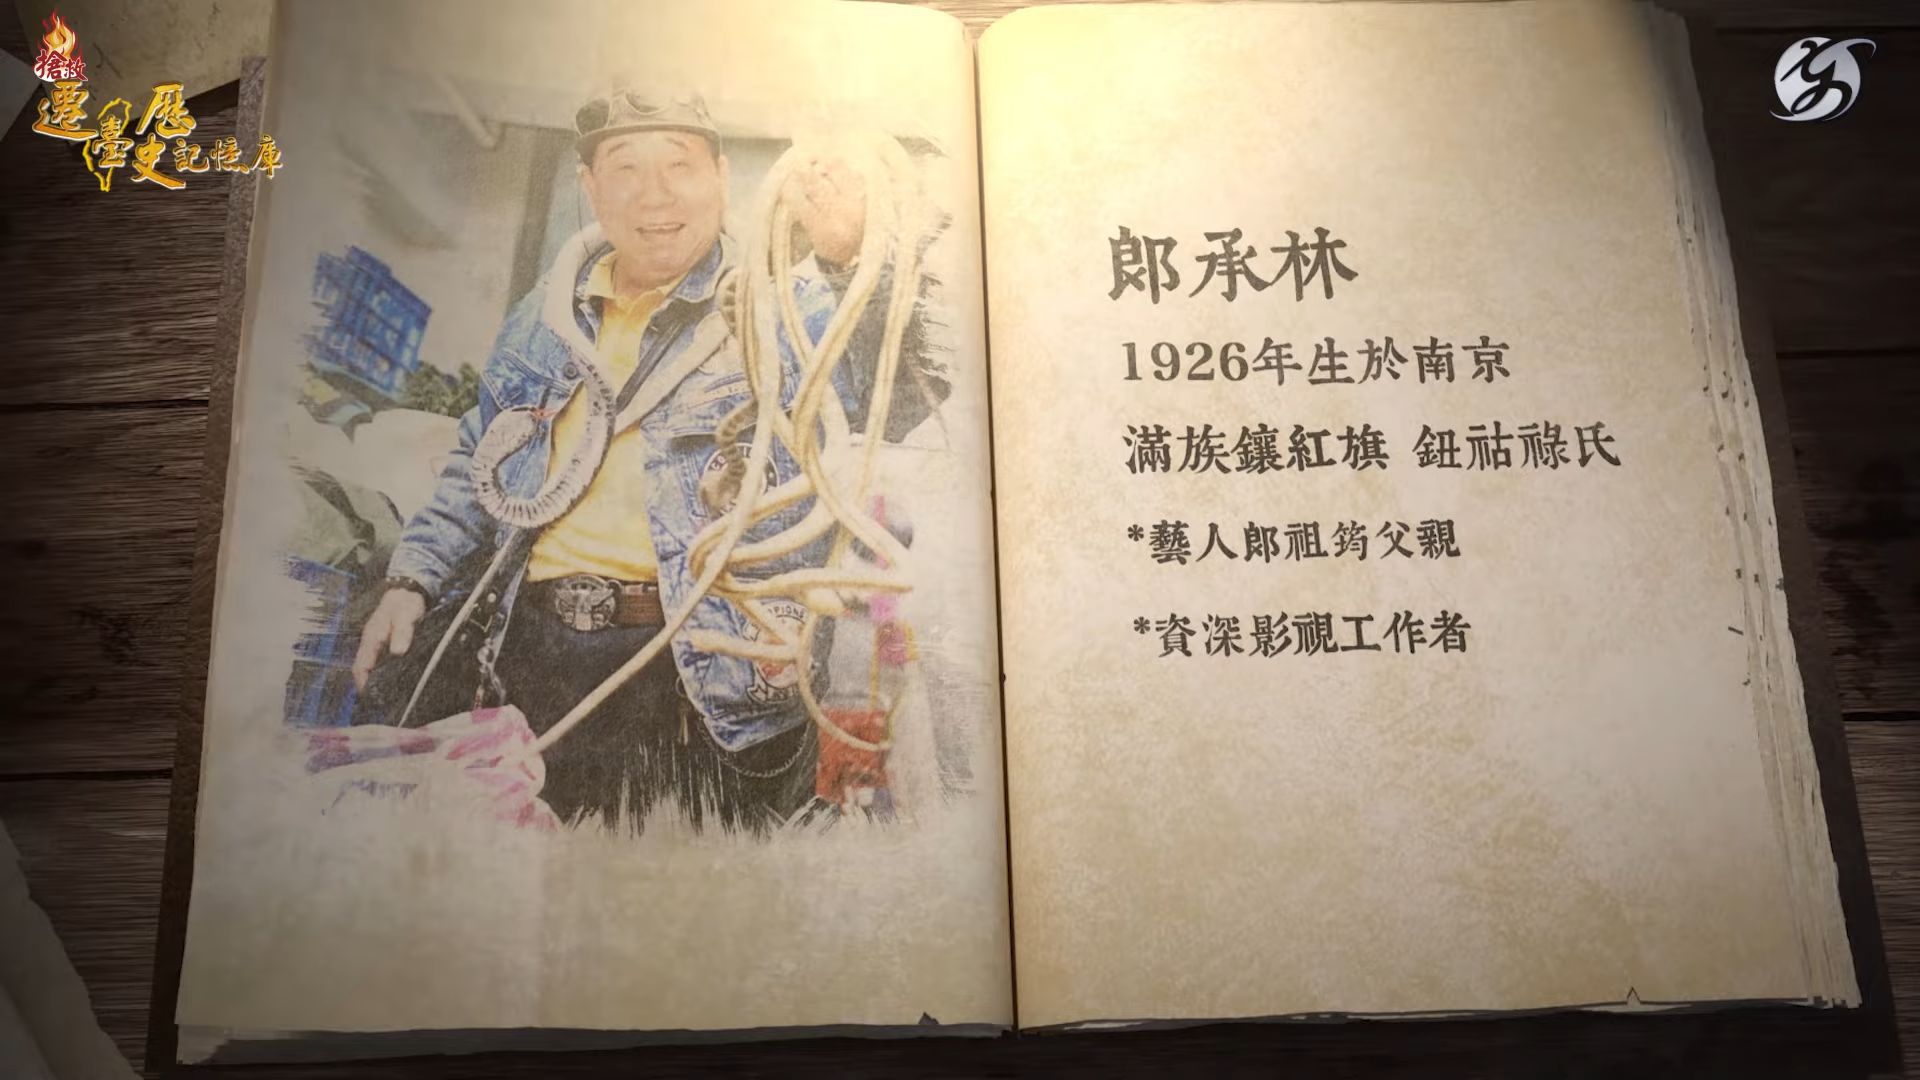 搶救
遷臺歷史記憶庫
郎承林
1926年生於南京
滿族鑲紅旗 鈕祜祿氏
*藝人郎祖筠父親
*資深影視工作者